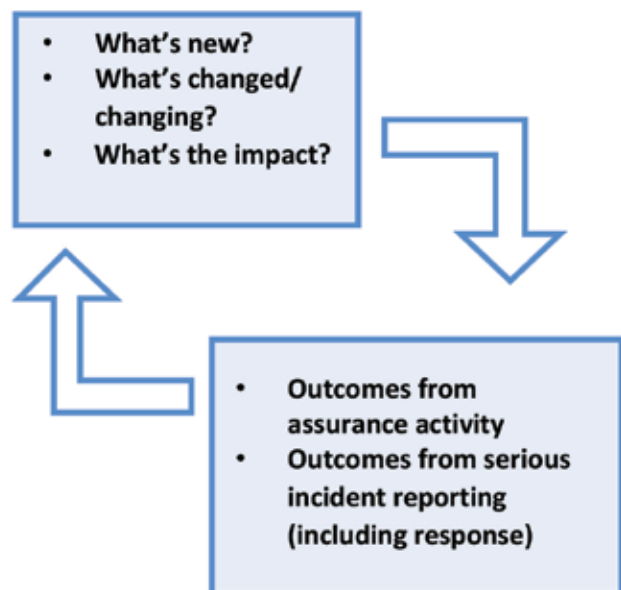 • What’s new?
• What’s changed/
changing?
• What’s the impact?
• Outcomes from
assurance activity
• Outcomes from serious
incident reporting
(including response)